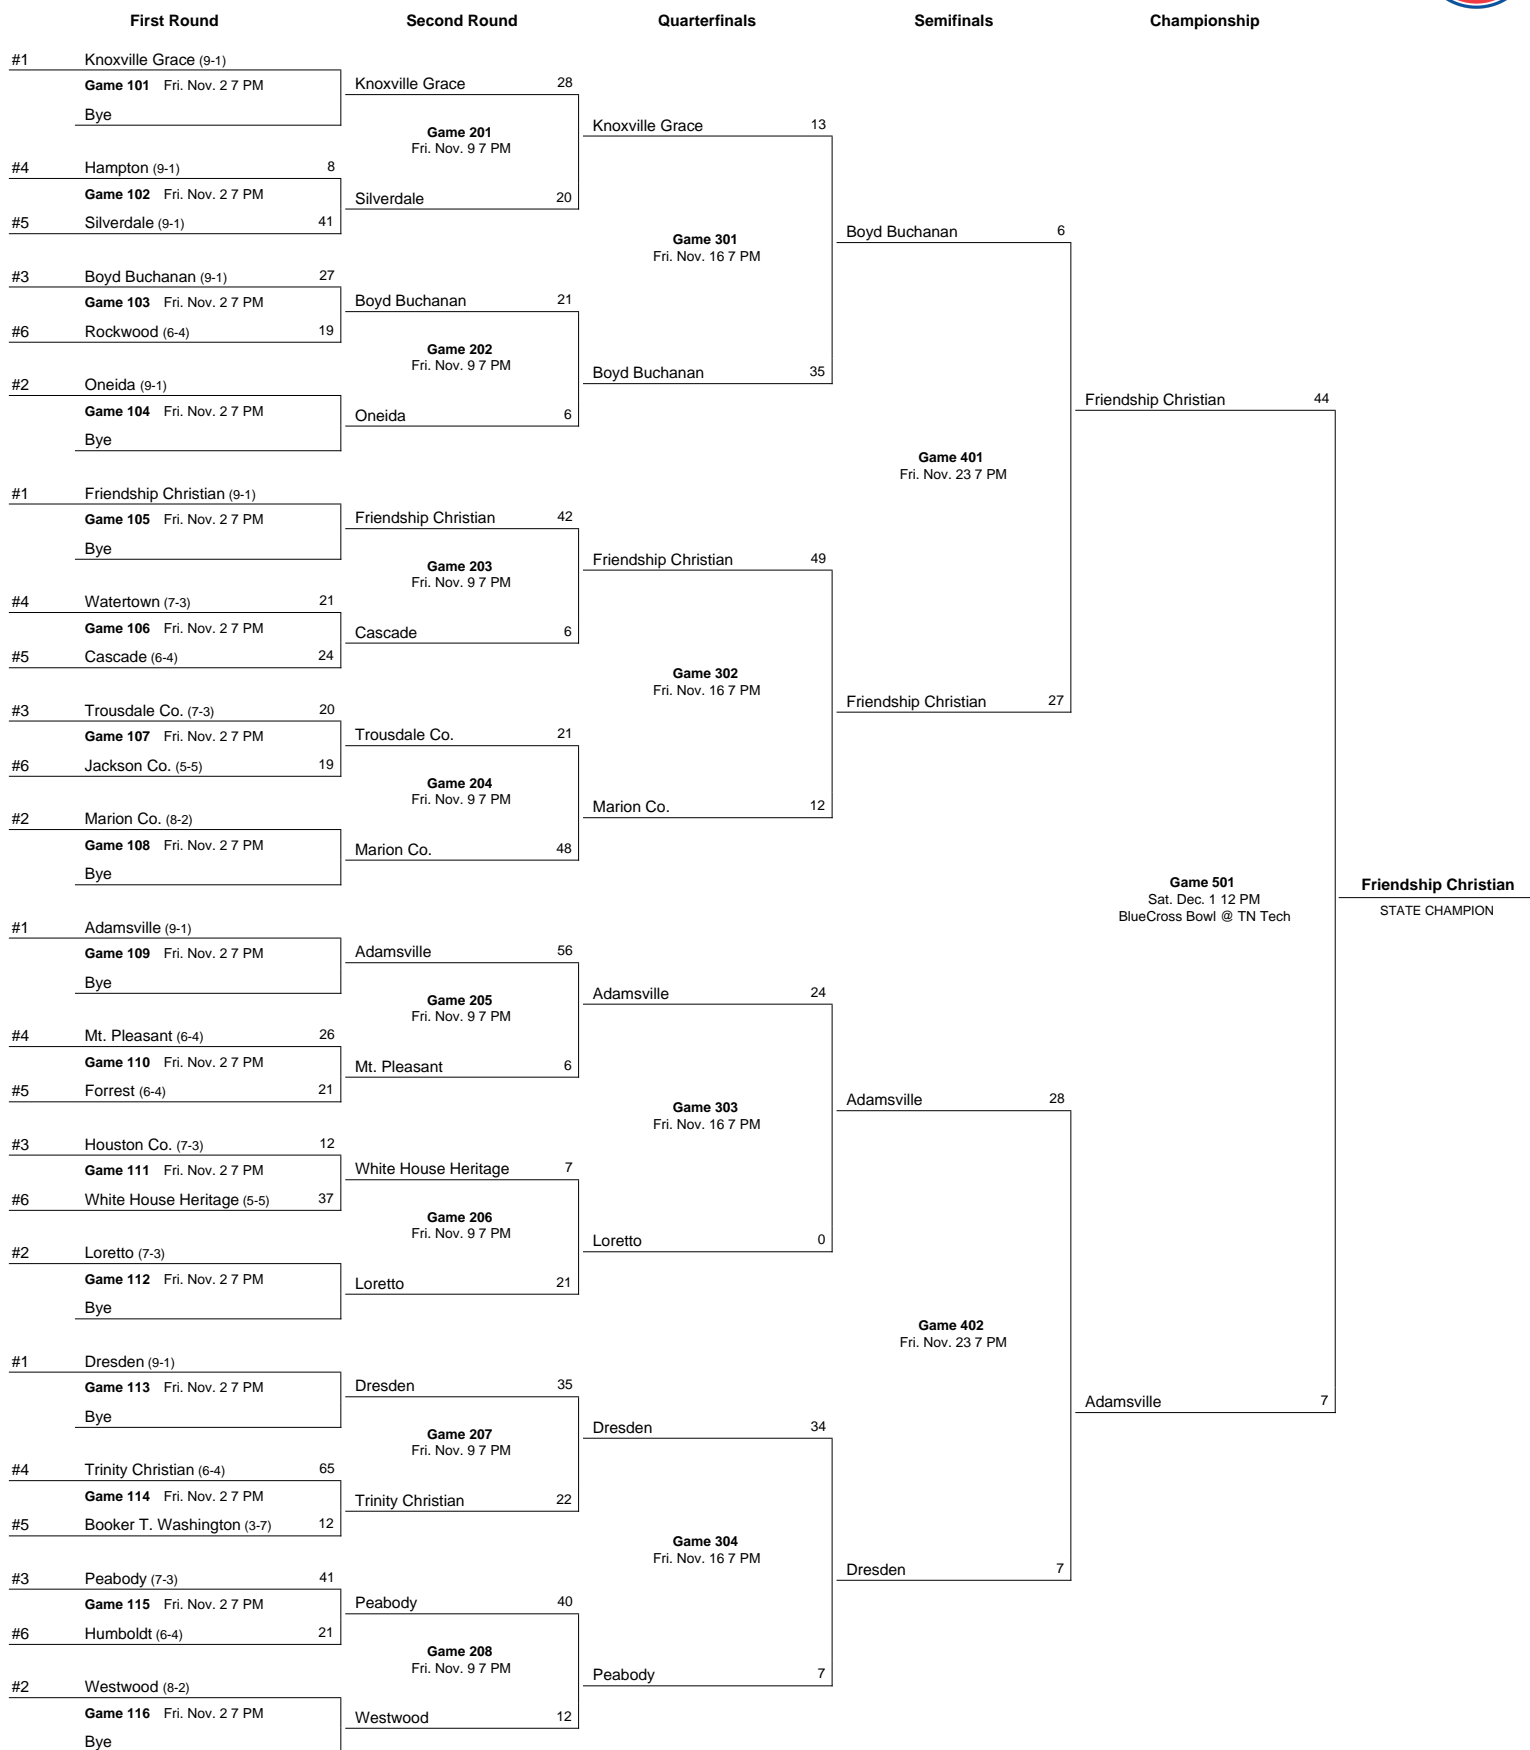 First Round Second Round Quarterfinals Semifinals Championship
#1 Knoxville Grace (9-1)
Game 101 Fri. Nov. 2 7 PM
Bye
#4 Hampton (9-1) 8
Game 102 Fri. Nov. 2 7 PM
#5 Silverdale (9-1) 41
#3 Boyd Buchanan (9-1) 27
Game 103 Fri. Nov. 2 7 PM
#6 Rockwood (6-4) 19
#2 Oneida (9-1)
Game 104 Fri. Nov. 2 7 PM
Bye
#1 Friendship Christian (9-1)
Game 105 Fri. Nov. 2 7 PM
Bye
#4 Watertown (7-3) 21
Game 106 Fri. Nov. 2 7 PM
#5 Cascade (6-4) 24
#3 Trousdale Co. (7-3) 20
Game 107 Fri. Nov. 2 7 PM
#6 Jackson Co. (5-5) 19
#2 Marion Co. (8-2)
Game 108 Fri. Nov. 2 7 PM
Bye
#1 Adamsville (9-1)
Game 109 Fri. Nov. 2 7 PM
Bye
#4 Mt. Pleasant (6-4) 26
Game 110 Fri. Nov. 2 7 PM
#5 Forrest (6-4) 21
#3 Houston Co. (7-3) 12
Game 111 Fri. Nov. 2 7 PM
#6 White House Heritage (5-5) 37
#2 Loretto (7-3)
Game 112 Fri. Nov. 2 7 PM
Bye
#1 Dresden (9-1)
Game 113 Fri. Nov. 2 7 PM
Bye
#4 Trinity Christian (6-4) 65
Game 114 Fri. Nov. 2 7 PM
#5 Booker T. Washington (3-7) 12
#3 Peabody (7-3) 41
Game 115 Fri. Nov. 2 7 PM
#6 Humboldt (6-4) 21
#2 Westwood (8-2)
Game 116 Fri. Nov. 2 7 PM
Bye
Knoxville Grace 28
Game 201
Fri. Nov. 9 7 PM
Silverdale 20
Boyd Buchanan 21
Game 202
Fri. Nov. 9 7 PM
Oneida 6
Friendship Christian 42
Game 203
Fri. Nov. 9 7 PM
Cascade 6
Trousdale Co. 21
Game 204
Fri. Nov. 9 7 PM
Marion Co. 48
Adamsville 56
Game 205
Fri. Nov. 9 7 PM
Mt. Pleasant 6
White House Heritage 7
Game 206
Fri. Nov. 9 7 PM
Loretto 21
Dresden 35
Game 207
Fri. Nov. 9 7 PM
Trinity Christian 22
Peabody 40
Game 208
Fri. Nov. 9 7 PM
Westwood 12
Knoxville Grace 13
Game 301
Fri. Nov. 16 7 PM
Boyd Buchanan 35
Friendship Christian 49
Game 302
Fri. Nov. 16 7 PM
Marion Co. 12
Adamsville 24
Game 303
Fri. Nov. 16 7 PM
Loretto 0
Dresden 34
Game 304
Fri. Nov. 16 7 PM
Peabody 7
Boyd Buchanan 6
Game 401
Fri. Nov. 23 7 PM
Friendship Christian 27
Adamsville 28
Game 402
Fri. Nov. 23 7 PM
Dresden 7
Friendship Christian 44
Game 501
Sat. Dec. 1 12 PM
BlueCross Bowl @ TN Tech
Adamsville 7
Friendship Christian
STATE CHAMPION